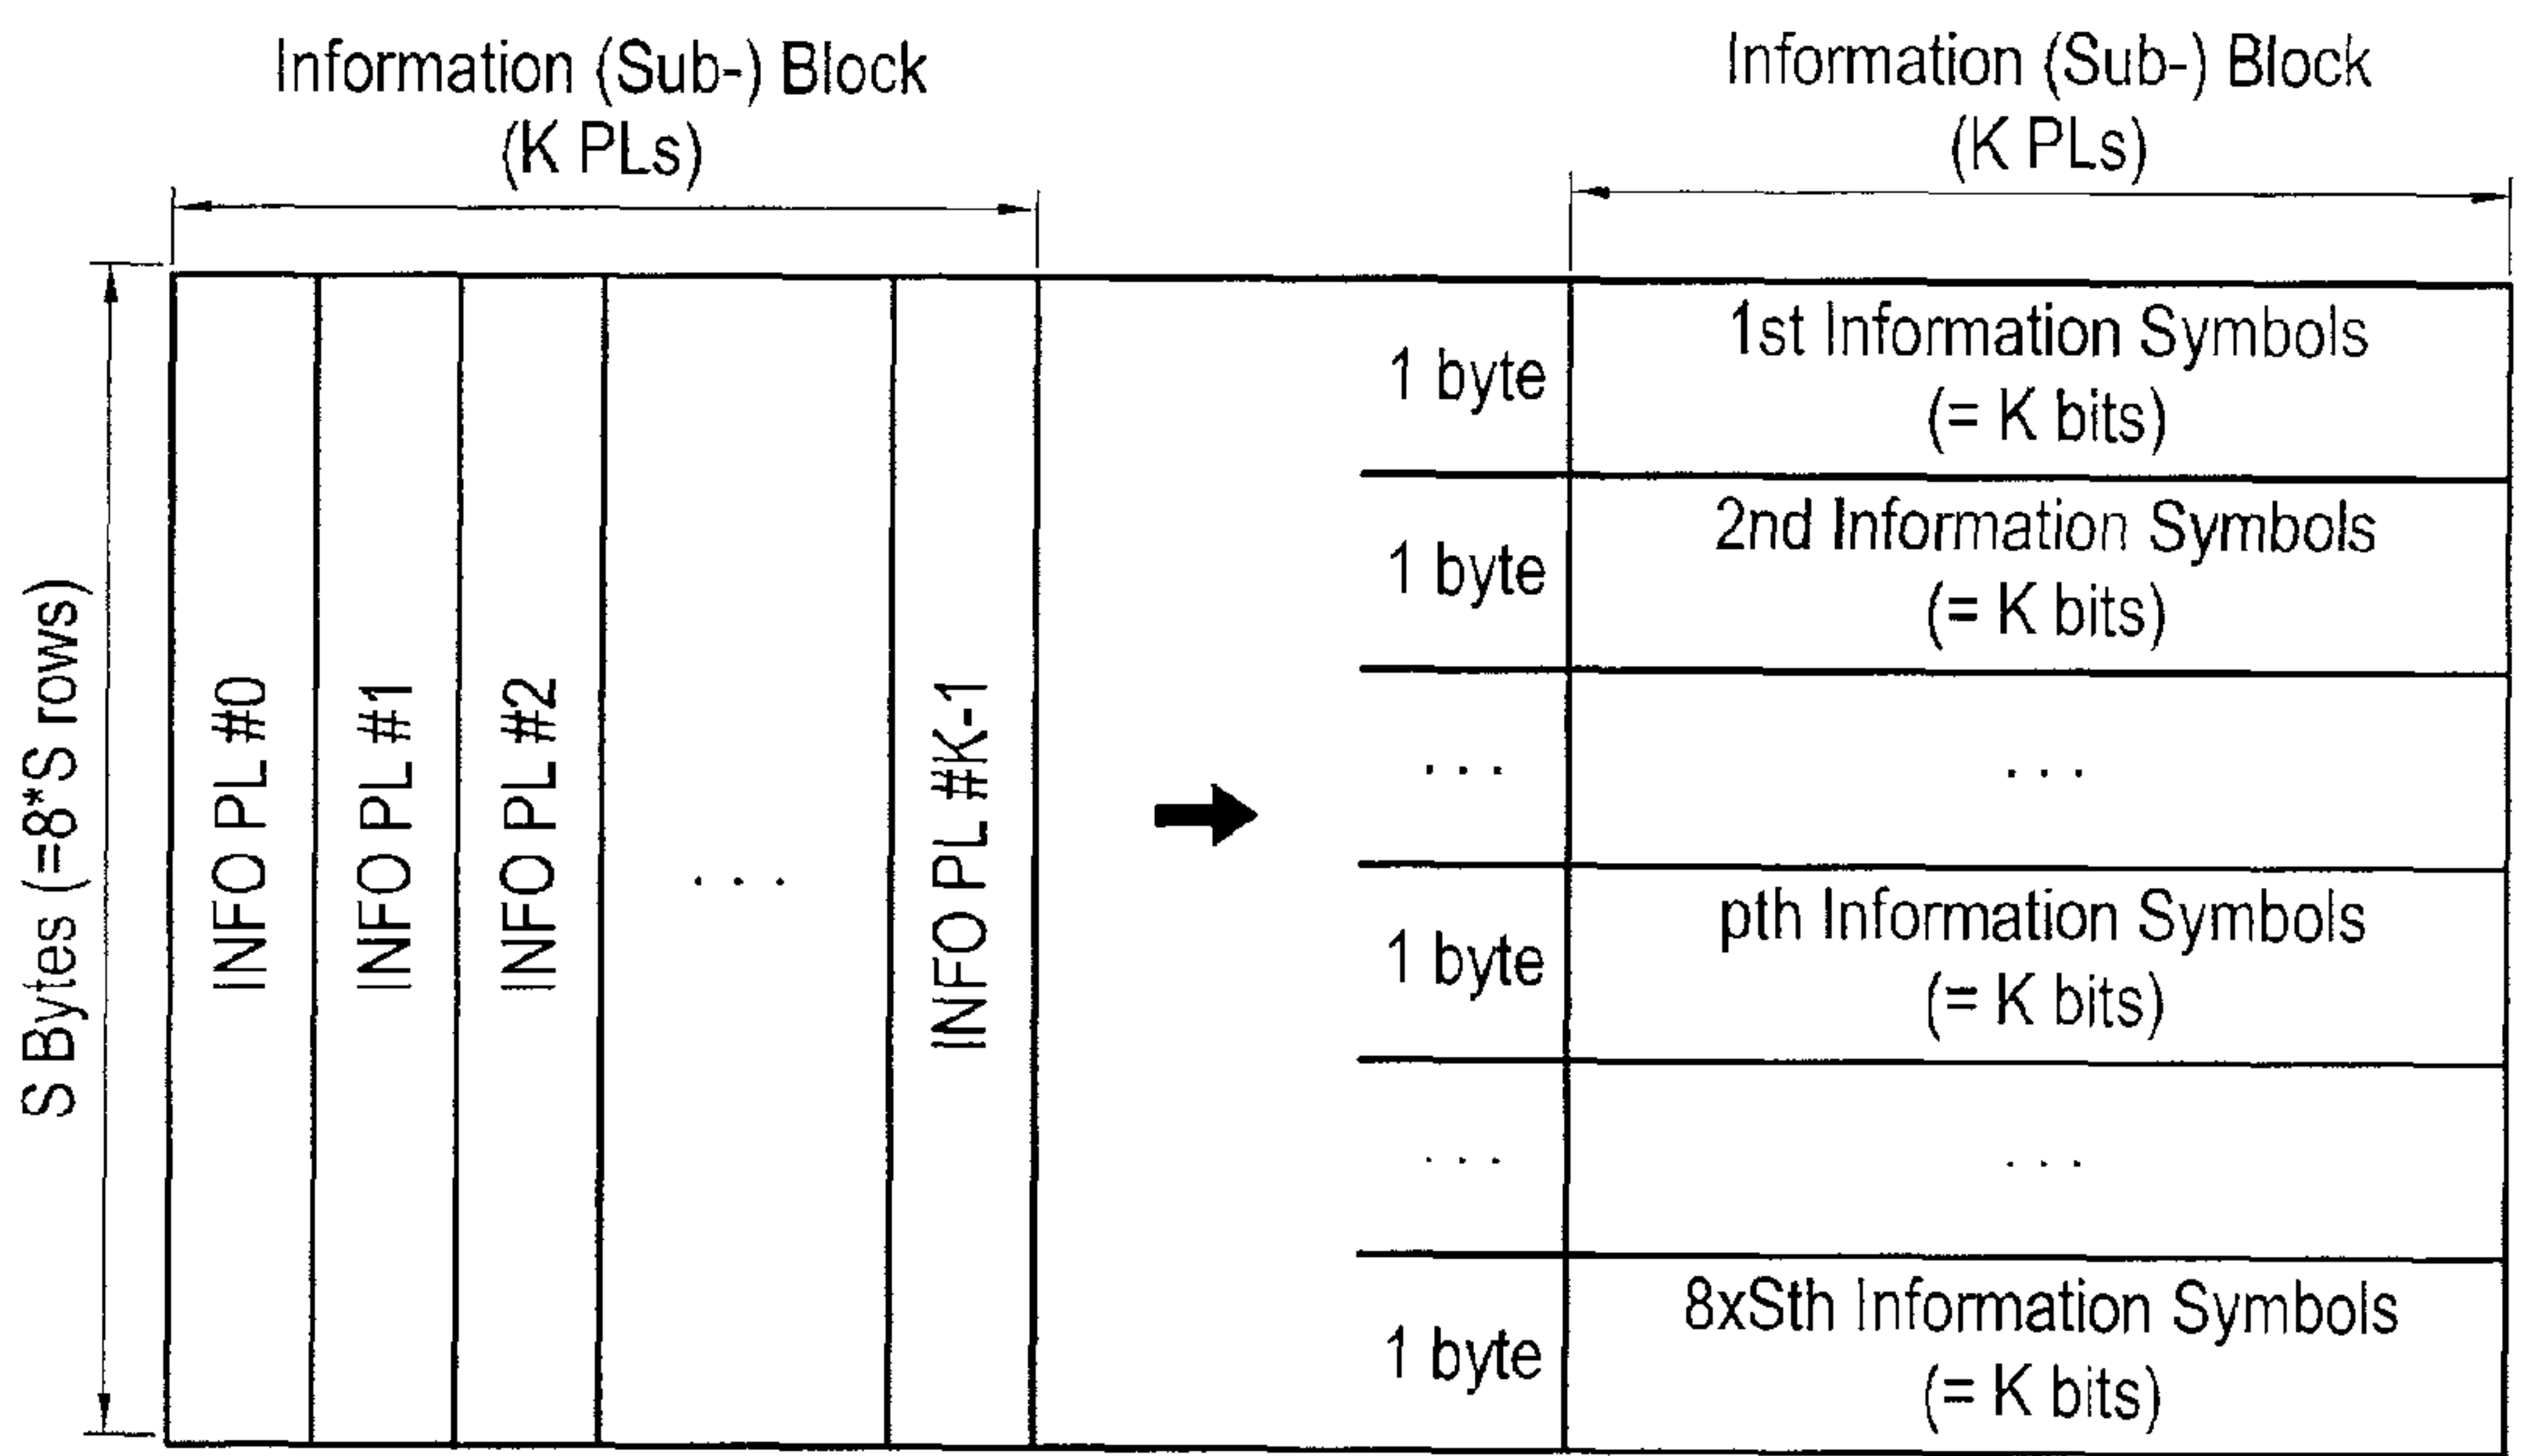 Information (Sub-) Block
(K PLs)
S Bytes (=8*S rows)
INFO PL #0
INFO PL #1
INFO PL #2
. . .
INFO PL #K-1
Information (Sub-) Block
(K PLs)
1 byte
1st Information Symbols
(= K bits)
1 byte
2nd Information Symbols
(= K bits)
. . .
. . .
1 byte
pth Information Symbols
(= K bits)
. . .
. . .
1 byte
8xSth Information Symbols
(= K bits)